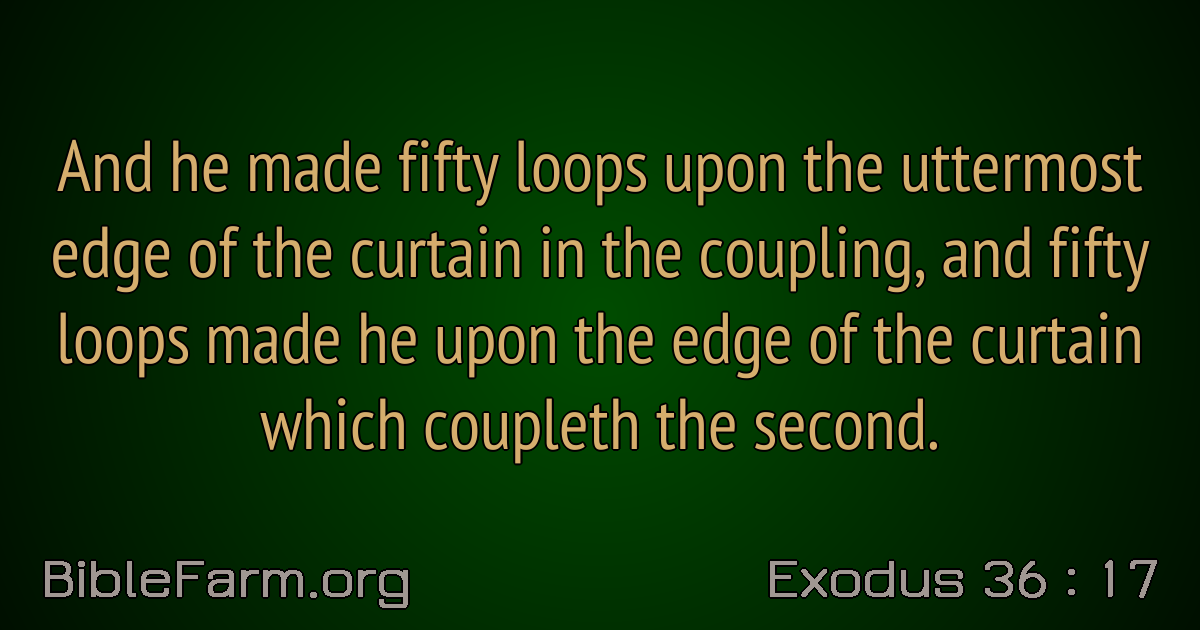 And he made fifty loops upon the uttermost
edge of the curtain in the coupling, and fifty
loops made he upon the edge of the curtain
which coupleth the second.
BibleFarm.org
Exodus 36 : 17